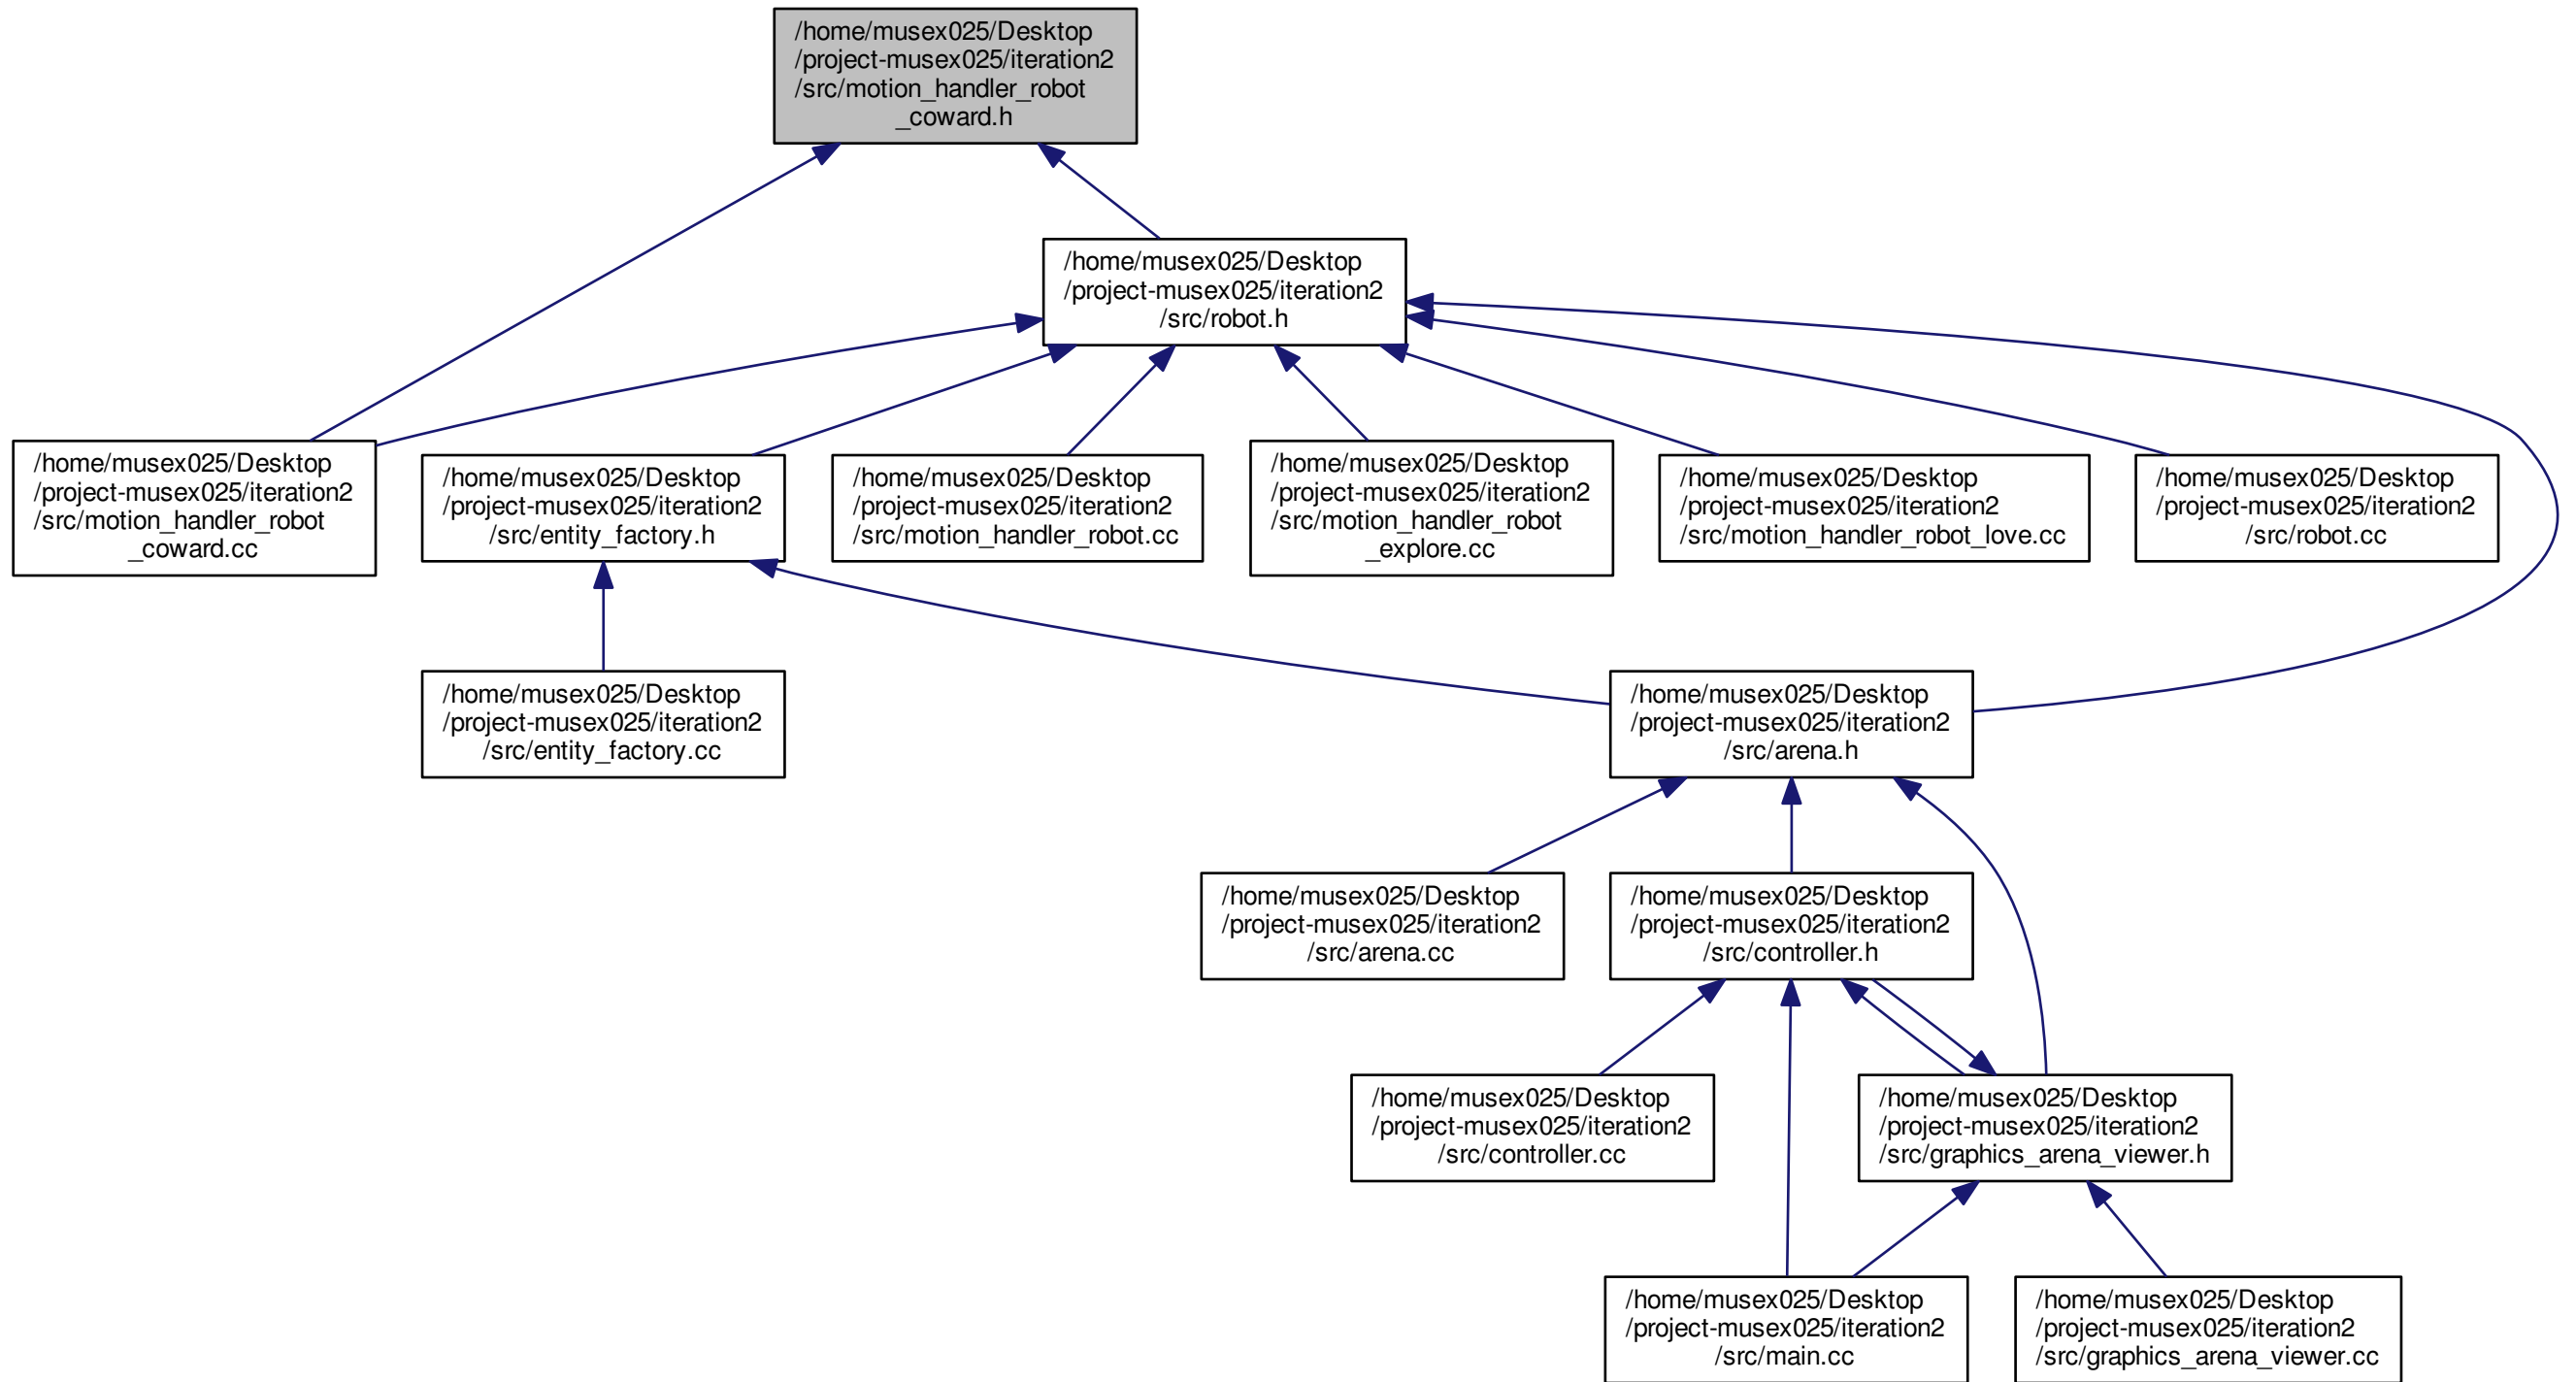 /home/musex025/Desktop
/project-musex025/iteration2
/src/motion_handler_robot
_coward.h
/home/musex025/Desktop
/project-musex025/iteration2
/src/robot.h
/home/musex025/Desktop
/project-musex025/iteration2
/src/motion_handler_robot
_coward.cc
/home/musex025/Desktop
/project-musex025/iteration2
/src/entity_factory.h
/home/musex025/Desktop
/project-musex025/iteration2
/src/motion_handler_robot.cc
/home/musex025/Desktop
/project-musex025/iteration2
/src/motion_handler_robot
_explore.cc
/home/musex025/Desktop
/project-musex025/iteration2
/src/motion_handler_robot_love.cc
/home/musex025/Desktop
/project-musex025/iteration2
/src/robot.cc
/home/musex025/Desktop
/project-musex025/iteration2
/src/entity_factory.cc
/home/musex025/Desktop
/project-musex025/iteration2
/src/arena.h
/home/musex025/Desktop
/project-musex025/iteration2
/src/arena.cc
/home/musex025/Desktop
/project-musex025/iteration2
/src/controller.h
/home/musex025/Desktop
/project-musex025/iteration2
/src/controller.cc
/home/musex025/Desktop
/project-musex025/iteration2
/src/graphics_arena_viewer.h
/home/musex025/Desktop
/project-musex025/iteration2
/src/main.cc
/home/musex025/Desktop
/project-musex025/iteration2
/src/graphics_arena_viewer.cc